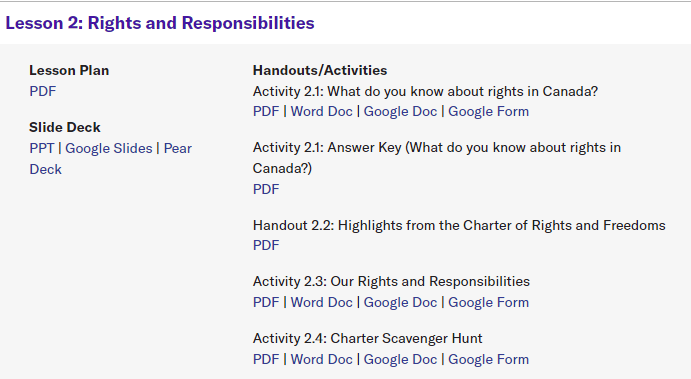 Lesson 2: Rights and Responsibilities
Lesson Plan
PDF
Slide Deck
PPT | Google Slides | Pear
Deck
Handouts/Activities
Activity 2.1: What do you know about rights in Canada?
PDF | Word Doc | Google Doc | Google Form
Activity 2.1: Answer Key (What do you know about rights in
Canada?)
PDF
Handout 2.2: Highlights from the Charter of Rights and Freedoms
PDF
Activity 2.3: Our Rights and Responsibilities
PDF | Word Doc | Google Doc | Google Form
Activity 2.4: Charter Scavenger Hunt
PDF | Word Doc | Google Doc | Google Form